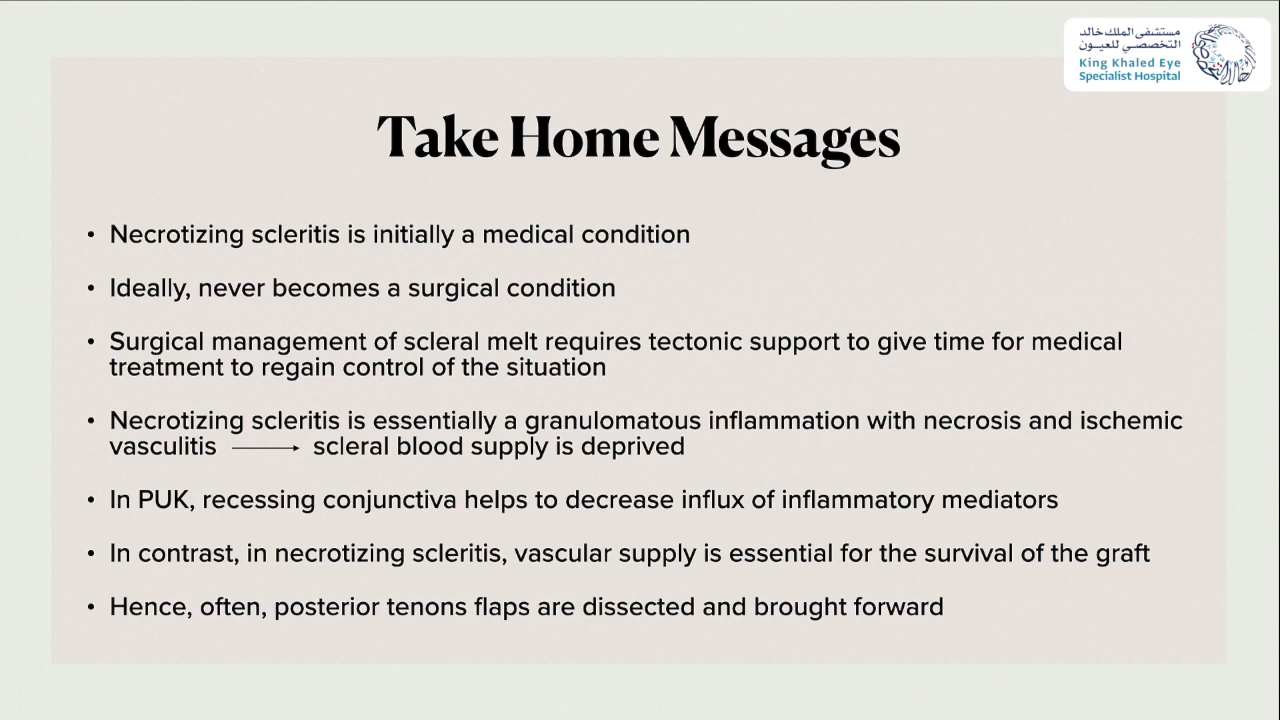 مستشفى الملك خالد
التخصصي للعيون
King Khaled Eye
Specialist Hospital
Take Home Messages
• Necrotizing scleritis is initially a medical condition
• Ideally, never becomes a surgical condition
• Surgical management of scleral melt requires tectonic support to give time for medical
treatment to regain control of the situation
• Necrotizing scleritis is essentially a granulomatous inflammation with necrosis and ischemic
vasculitis → scleral blood supply is deprived
• In PUK, recessing conjunctiva helps to decrease influx of inflammatory mediators
• In contrast, in necrotizing scleritis, vascular supply is essential for the survival of the graft
• Hence, often, posterior tenons flaps are dissected and brought forward